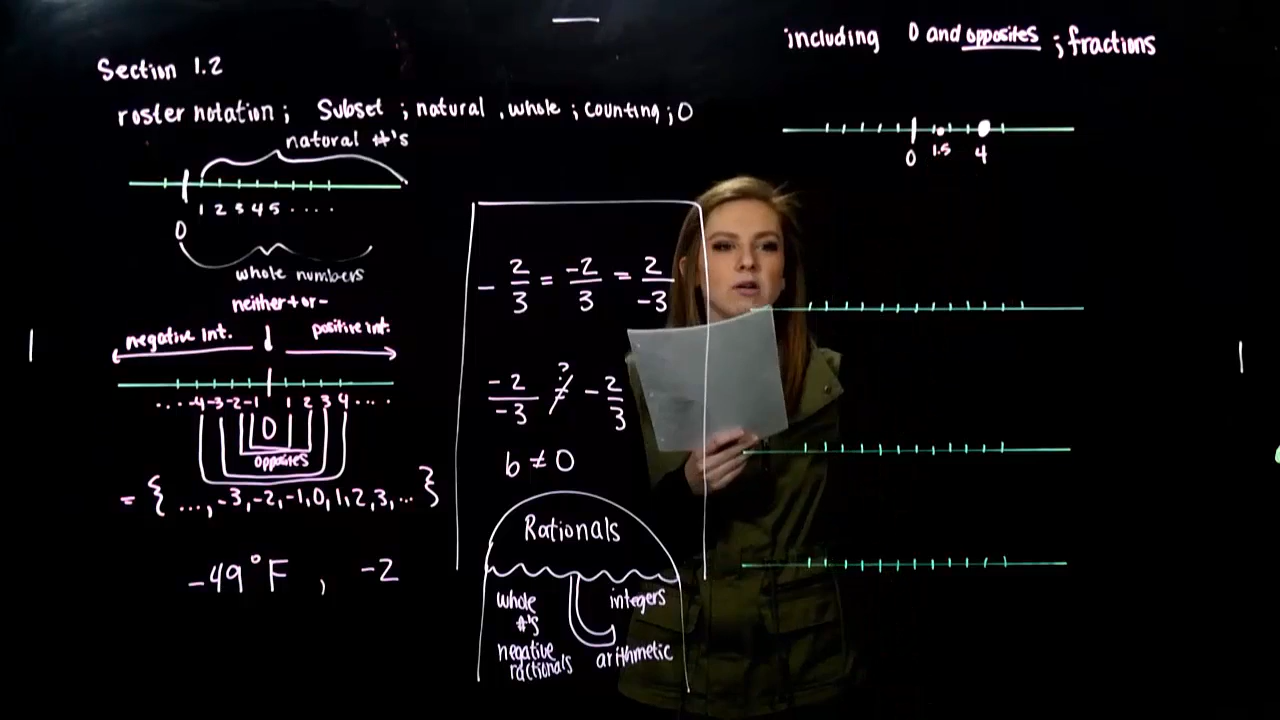 Section 1.2
roster notation; Subset ; natural , whole ; counting ; 0
natural #'s
1 2 3 4 5 . . . .
0
whole numbers
neither + or -
negative int. positive int.
. . . -4 -3 -2 -1 1 2 3 4 . . . .
0
opposites
= { ..., -3, -2, -1, 0, 1, 2, 3, ... }
-49°F , -2
- 2/3 = -2/3 = 2/-3
-2/-3 ≠? - 2/3
b ≠ 0
Rationals
whole #'s
integers
negative ractionals
arithmetic
including 0 and opposites ; fractions
0 1.5 4